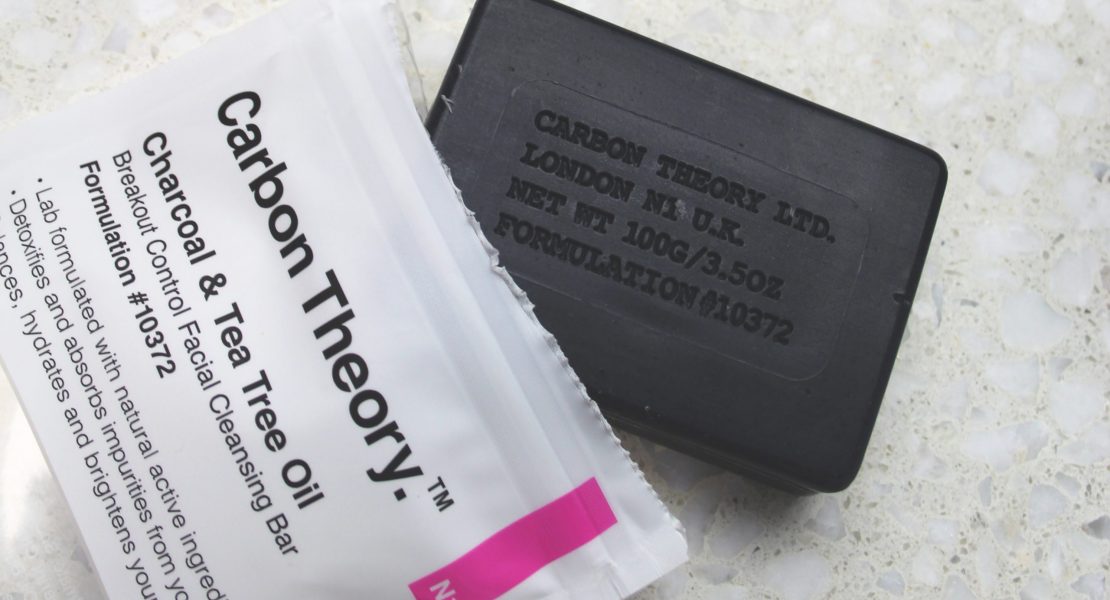 Carbon Theory.™
Charcoal & Tea Tree Oil
Breakout Control Facial Cleansing Bar
Formulation #10372
• Lab formulated with natural active
• Detoxifies and absorbs impurities from
hydrates and brightens your
CARBON THEORY LTD.
LONDON N1 U.K.
NET WT 100G/3.5OZ
FORMULATION #10372